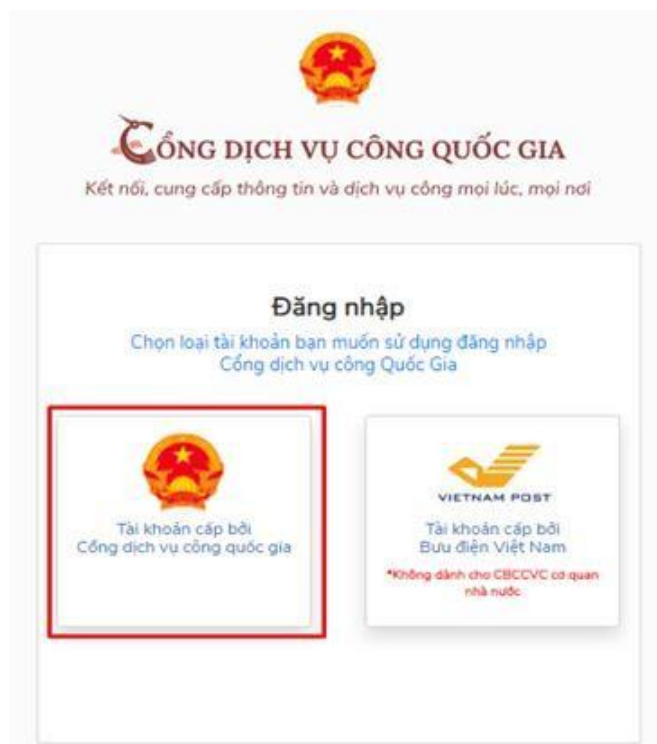 CỔNG DỊCH VỤ CÔNG QUỐC GIA
Kết nối, cung cấp thông tin và dịch vụ công mọi lúc, mọi nơi
Đăng nhập
Chọn loại tài khoản bạn muốn sử dụng đăng nhập
Cổng dịch vụ công Quốc Gia
Tài khoản cấp bởi
Cổng dịch vụ công quốc gia
VIETNAM POST
Tài khoản cấp bởi
Bưu điện Việt Nam
*Không dành cho CBCCVC cơ quan
nhà nước